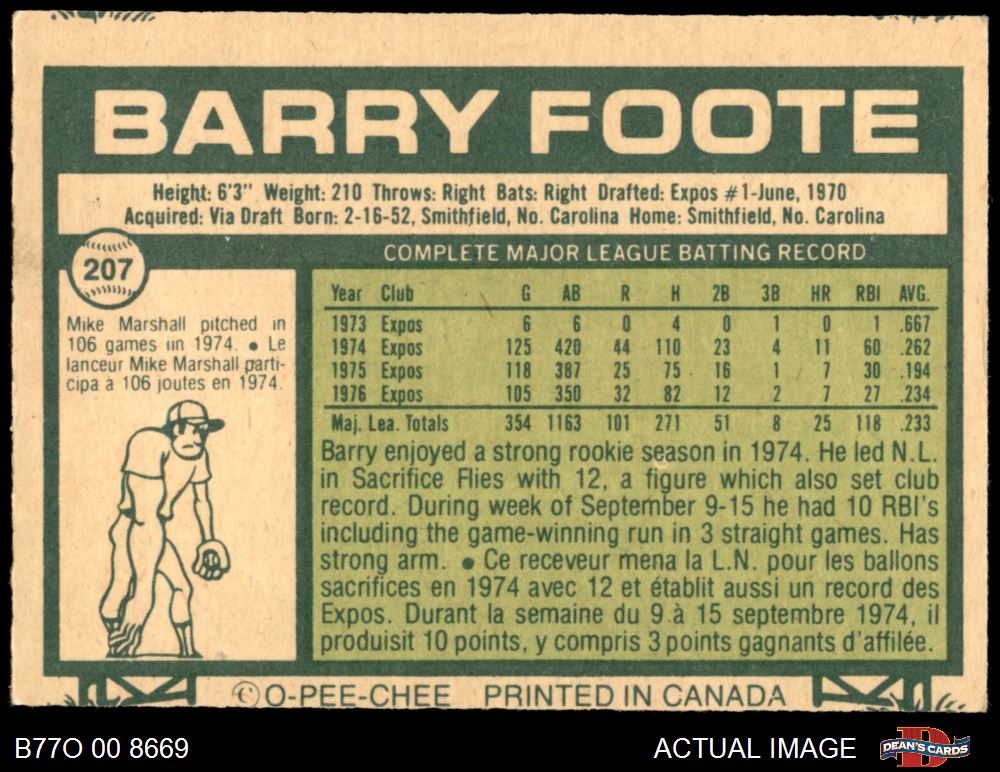 BARRY FOOTE
Height: 6'3" Weight: 210 Throws: Right Bats: Right Drafted: Expos #1-June, 1970
Acquired: Via Draft Born: 2-16-52, Smithfield, No. Carolina Home: Smithfield, No. Carolina
207
Mike Marshall pitched in
106 games iin 1974. • Le
lanceur Mike Marshall parti-
cipa à 106 joutes en 1974.
COMPLETE MAJOR LEAGUE BATTING RECORD
Year Club G AB R H 2B 3B HR RBI AVG.
1973 Expos 6 6 0 4 0 1 0 1 .667
1974 Expos 125 420 44 110 23 4 11 60 .262
1975 Expos 118 387 25 75 16 1 7 30 .194
1976 Expos 105 350 32 82 12 2 7 27 .234
Maj. Lea. Totals 354 1163 101 271 51 8 25 118 .233
Barry enjoyed a strong rookie season in 1974. He led N.L.
in Sacrifice Flies with 12, a figure which also set club
record. During week of September 9-15 he had 10 RBI's
including the game-winning run in 3 straight games. Has
strong arm. • Ce receveur mena la L.N. pour les ballons
sacrifices en 1974 avec 12 et établit aussi un record des
Expos. Durant la semaine du 9 à 15 septembre 1974, il
produisit 10 points, y compris 3 points gagnants d'affilée.
© O-PEE-CHEE PRINTED IN CANADA
B77O 00 8669
ACTUAL IMAGE
D
DEAN'S CARDS